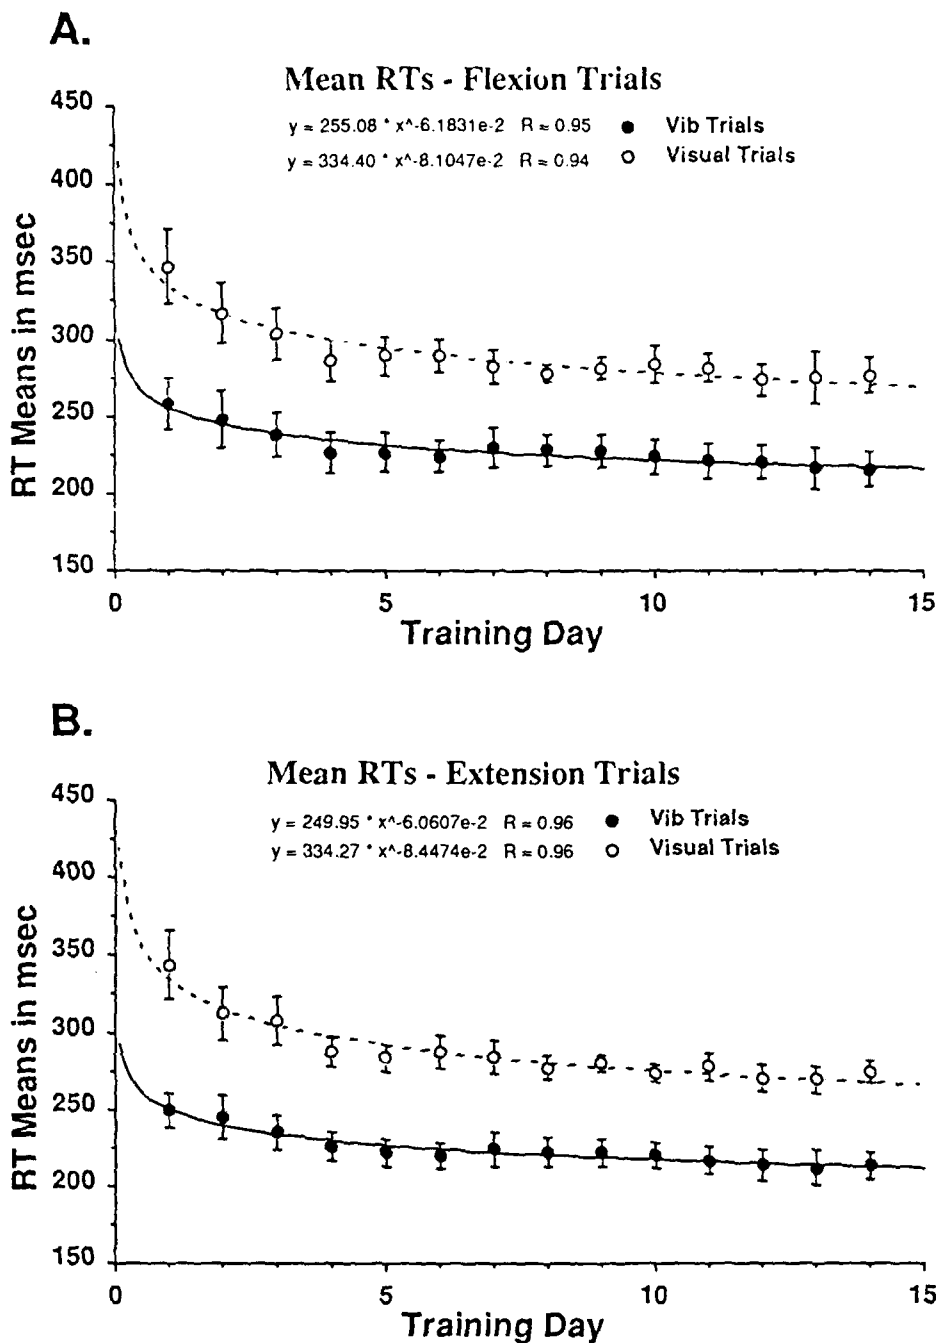 A.
Mean RTs - Flexion Trials
y = 255.08 * x^-6.1831e-2 R = 0.95 Vib Trials
y = 334.40 * x^-8.1047e-2 R = 0.94 Visual Trials
450
400
350
300
250
200
150
RT Means in msec
0 5 10 15
Training Day
B.
Mean RTs - Extension Trials
y = 249.95 * x^-6.0607e-2 R = 0.96 Vib Trials
y = 334.27 * x^-8.4474e-2 R = 0.96 Visual Trials
450
400
350
300
250
200
150
RT Means in msec
0 5 10 15
Training Day